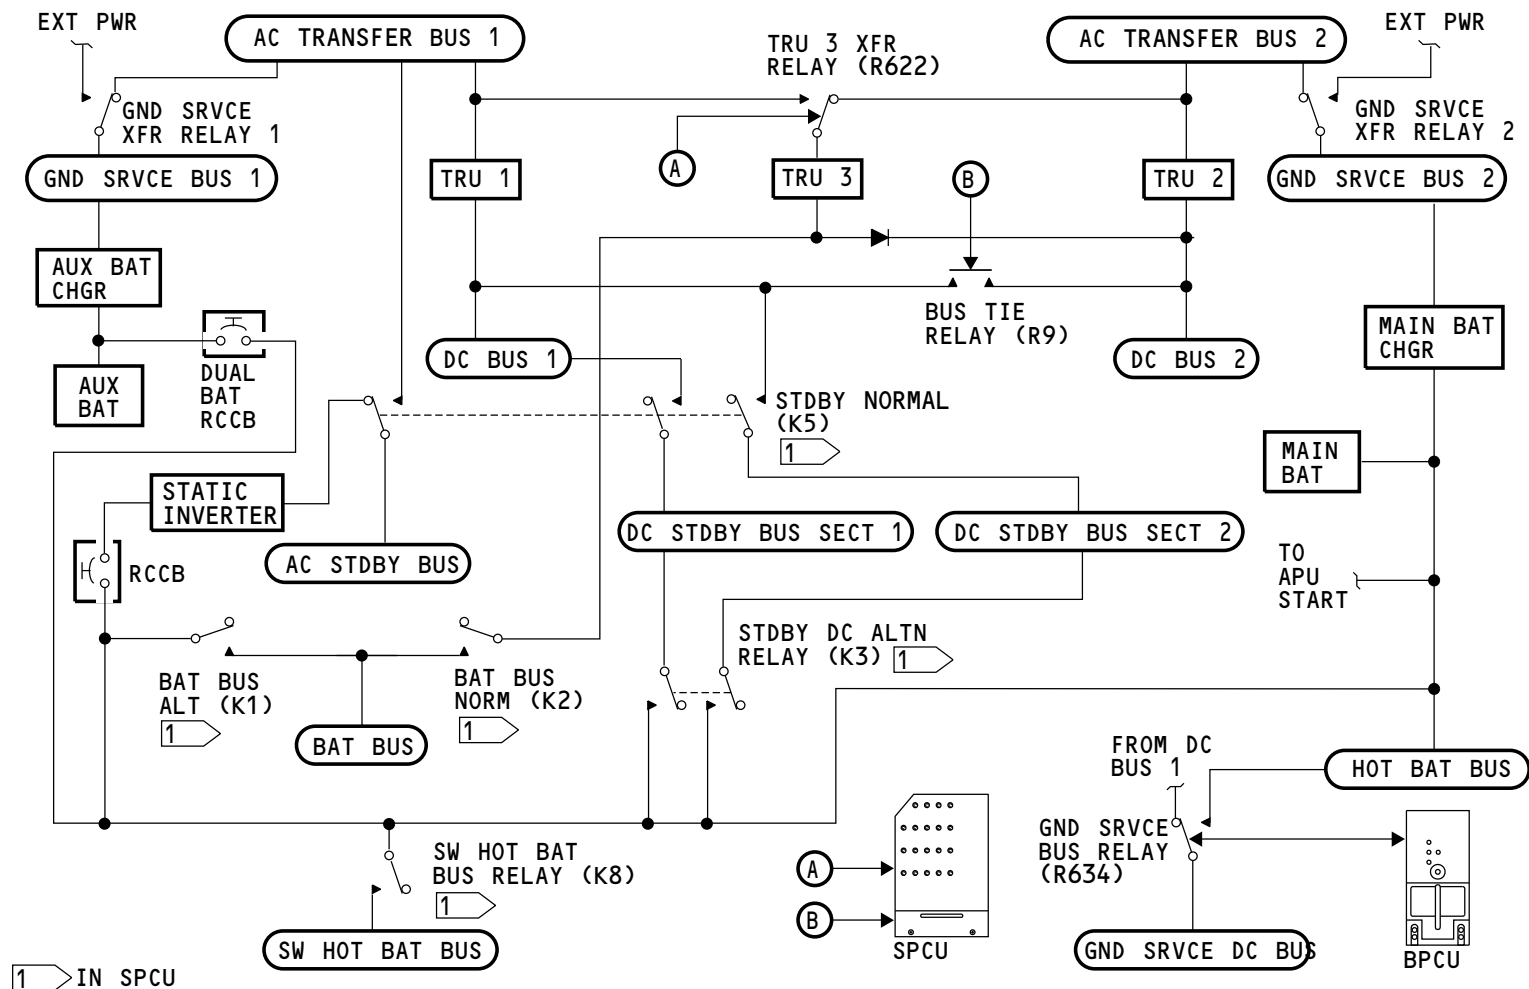 EXT PWR
AC TRANSFER BUS 1
TRU 3 XFR
RELAY (R622)
AC TRANSFER BUS 2
EXT PWR
GND SRVCE
XFR RELAY 1
GND SRVCE
XFR RELAY 2
GND SRVCE BUS 1
TRU 1
A
TRU 3
B
TRU 2
GND SRVCE BUS 2
AUX BAT
CHGR
BUS TIE
RELAY (R9)
MAIN BAT
CHGR
DC BUS 1
DC BUS 2
AUX
BAT
DUAL
BAT
RCCB
STDBY NORMAL
(K5)
1
MAIN
BAT
STATIC
INVERTER
DC STDBY BUS SECT 1
DC STDBY BUS SECT 2
AC STDBY BUS
RCCB
TO
APU
START
STDBY DC ALTN
RELAY (K3)
1
BAT BUS
ALT (K1)
1
BAT BUS
NORM (K2)
1
BAT BUS
FROM DC
BUS 1
HOT BAT BUS
SW HOT BAT
BUS RELAY (K8)
1
A
B
GND SRVCE
BUS RELAY
(R634)
SW HOT BAT BUS
SPCU
GND SRVCE DC BUS
BPCU
1
IN SPCU